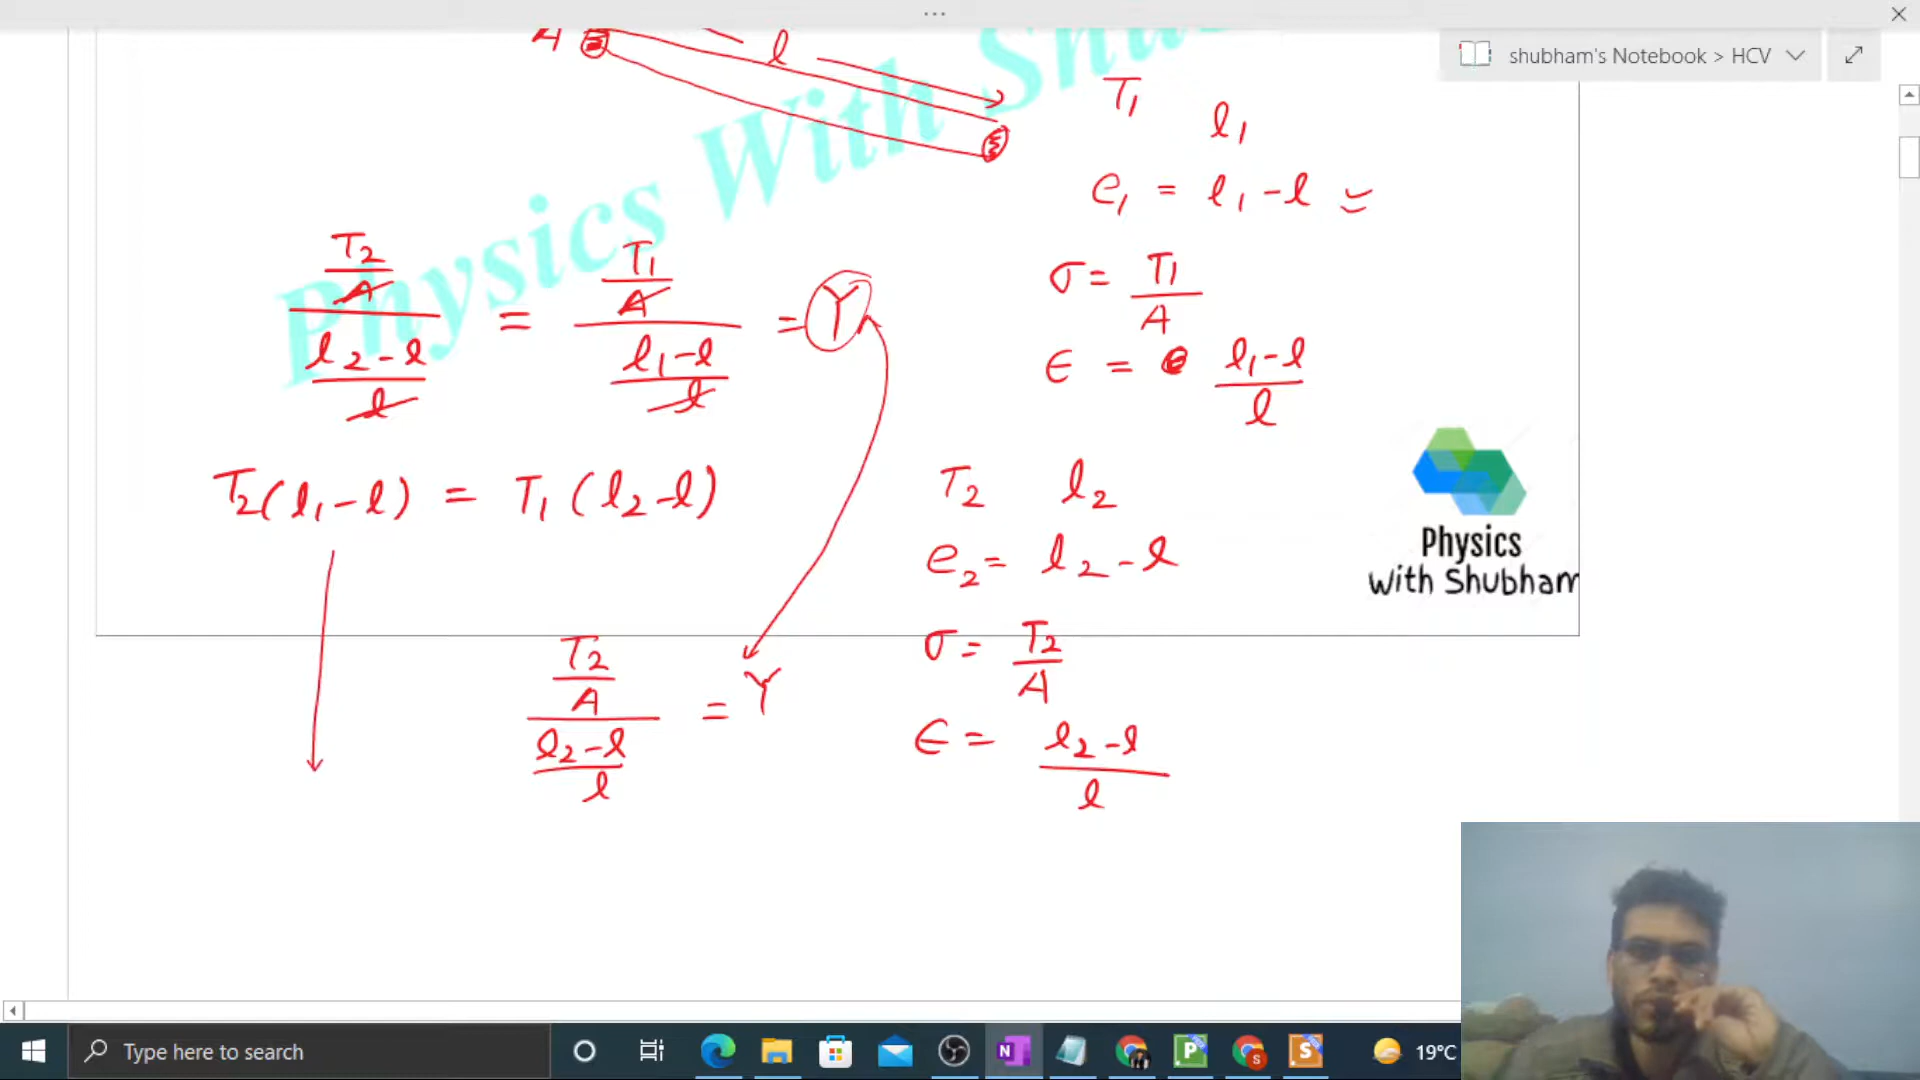 ...
shubham's Notebook > HCV
A l
T1 l1
e1 = l1 - l
T2/A / (l2 - l)/l = T1/A / (l1 - l)/l = Y
σ = T1/A
ϵ = (l1 - l)/l
T2(l1 - l) = T1(l2 - l)
T2 l2
e2 = l2 - l
σ = T2/A
T2/A / (l2 - l)/l = Y
ϵ = (l2 - l)/l
Physics With
Physics
with Shubham
Type here to search
19°C